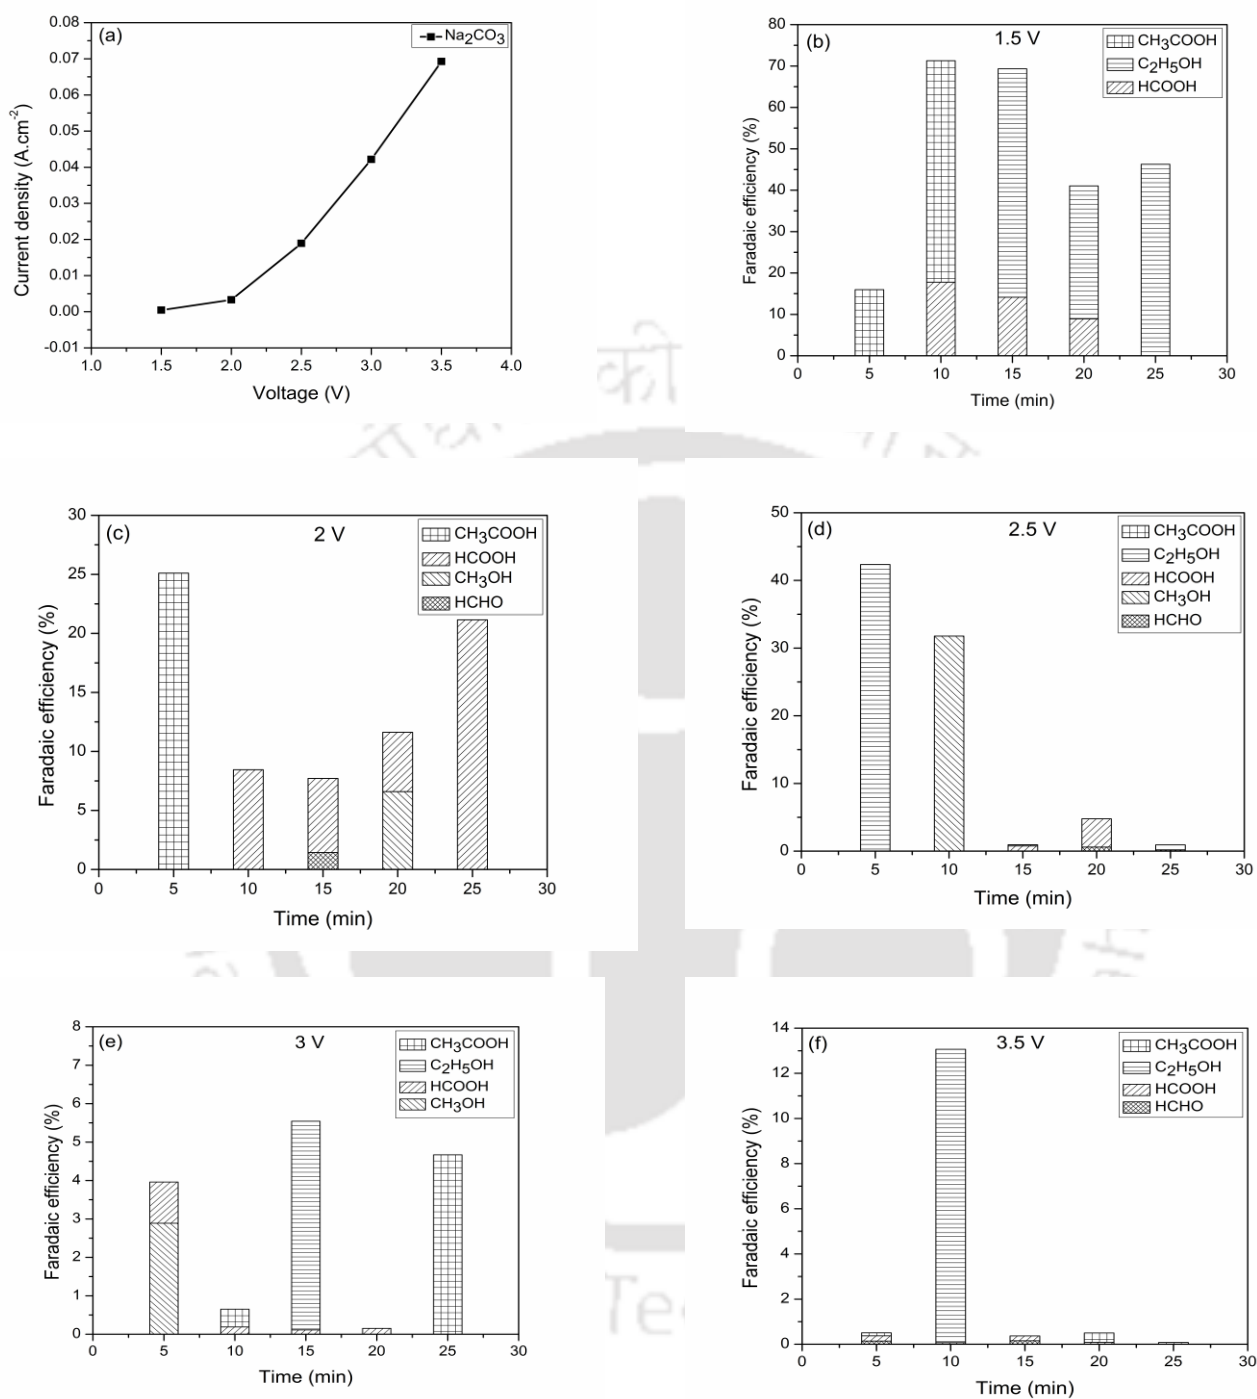 (a)
Na₂CO₃
0.08
0.07
0.06
0.05
0.04
0.03
0.02
0.01
0.00
-0.01
1.0 1.5 2.0 2.5 3.0 3.5 4.0
Current density (A.cm⁻²)
Voltage (V)
(b)
1.5 V
CH₃COOH
C₂H₅OH
HCOOH
80
70
60
50
40
30
20
10
0
0 5 10 15 20 25 30
Faradaic efficiency (%)
Time (min)
की
(c)
2 V
CH₃COOH
HCOOH
CH₃OH
HCHO
30
25
20
15
10
5
0
0 5 10 15 20 25 30
Faradaic efficiency (%)
Time (min)
(d)
2.5 V
CH₃COOH
C₂H₅OH
HCOOH
CH₃OH
HCHO
50
40
30
20
10
0
0 5 10 15 20 25 30
Faradaic efficiency (%)
Time (min)
(e)
3 V
CH₃COOH
C₂H₅OH
HCOOH
CH₃OH
8
7
6
5
4
3
2
1
0
0 5 10 15 20 25 30
Faradaic efficiency (%)
Time (min)
(f)
3.5 V
CH₃COOH
C₂H₅OH
HCOOH
HCHO
14
12
10
8
6
4
2
0
0 5 10 15 20 25 30
Faradaic efficiency (%)
Time (min)